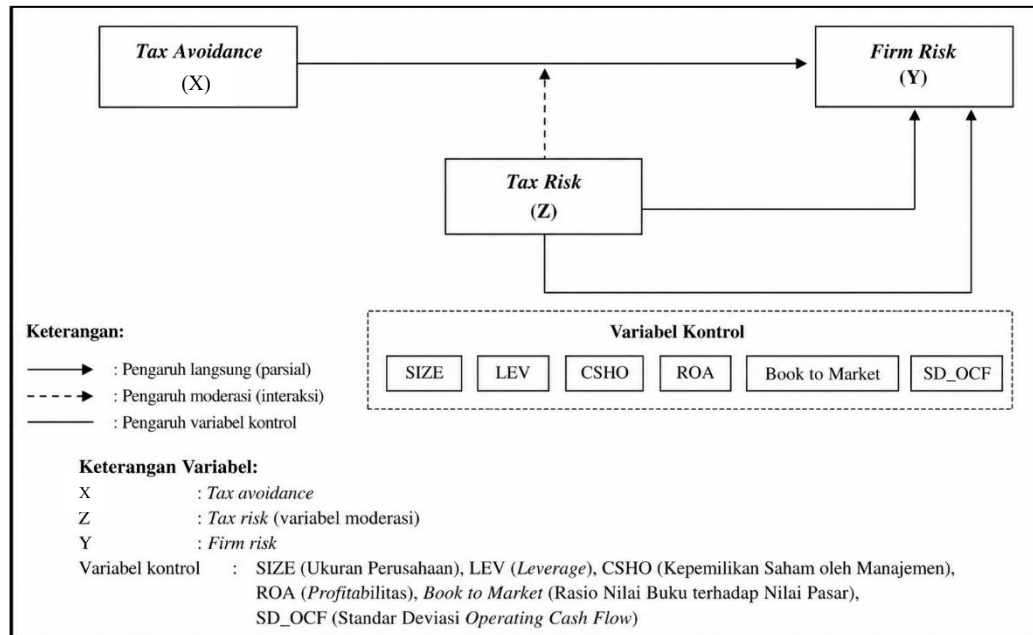 Tax Avoidance
(X)
Firm Risk
(Y)
Tax Risk
(Z)
Keterangan:
: Pengaruh langsung (parsial)
: Pengaruh moderasi (interaksi)
: Pengaruh variabel kontrol
Variabel Kontrol
SIZE LEV CSHO ROA Book to Market SD_OCF
Keterangan Variabel:
X : Tax avoidance
Z : Tax risk (variabel moderasi)
Y : Firm risk
Variabel kontrol : SIZE (Ukuran Perusahaan), LEV (Leverage), CSHO (Kepemilikan Saham oleh Manajemen),
ROA (Profitabilitas), Book to Market (Rasio Nilai Buku terhadap Nilai Pasar),
SD_OCF (Standar Deviasi Operating Cash Flow)